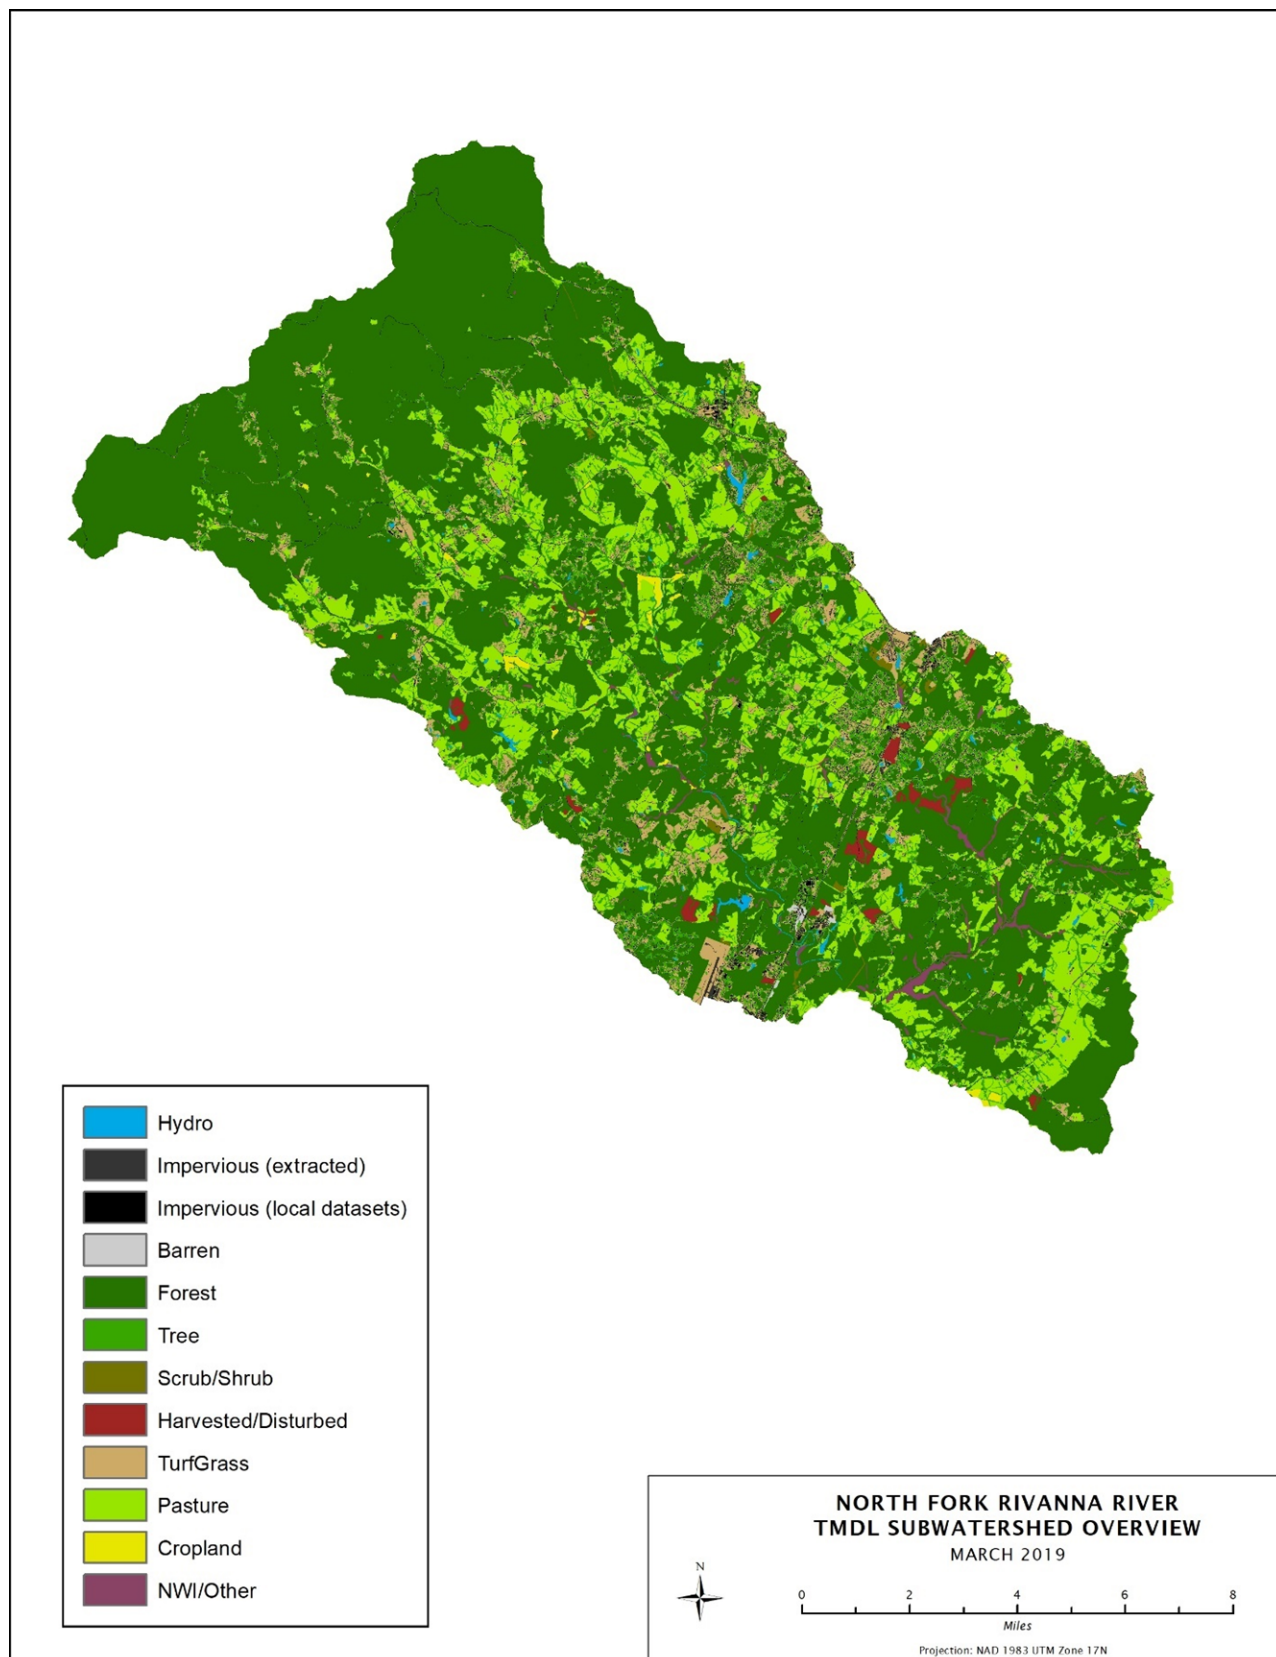 Hydro
Impervious (extracted)
Impervious (local datasets)
Barren
Forest
Tree
Scrub/Shrub
Harvested/Disturbed
TurfGrass
Pasture
Cropland
NWI/Other
NORTH FORK RIVANNA RIVER
TMDL SUBWATERSHED OVERVIEW
MARCH 2019
N
0 2 4 6 8
Miles
Projection: NAD 1983 UTM Zone 17N